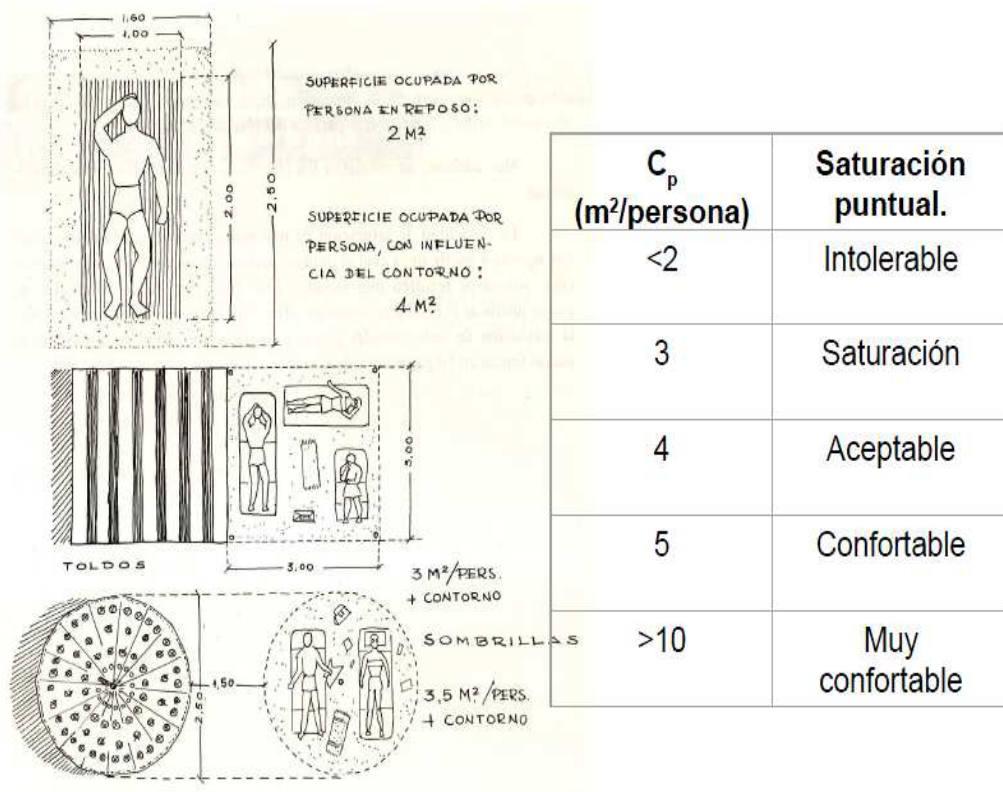 1,60
1,00
SUPERFICIE OCUPADA POR
PERSONA EN REPOSO:
2 M²
2,00
2,50
SUPERFICIE OCUPADA POR
PERSONA CON INFLUEN-
CIA DEL CONTORNO:
4 M²
TOLDOS
3,00
3,00
3 M²/PERS.
+ CONTORNO
SOMBRILLAS
1,50
2,50
3,5 M²/PERS.
+ CONTORNO
Cp Saturación
(m²/persona) puntual.
<2 Intolerable
3 Saturación
4 Aceptable
5 Confortable
>10 Muy
confortable